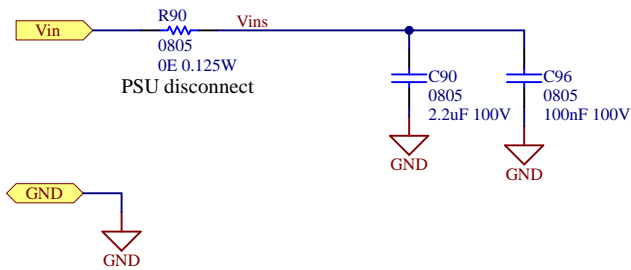 Vin
R90
Vins
0805
0E 0.125W
PSU disconnect
C90
0805
2.2uF 100V
GND
C96
0805
100nF 100V
GND
GND
GND